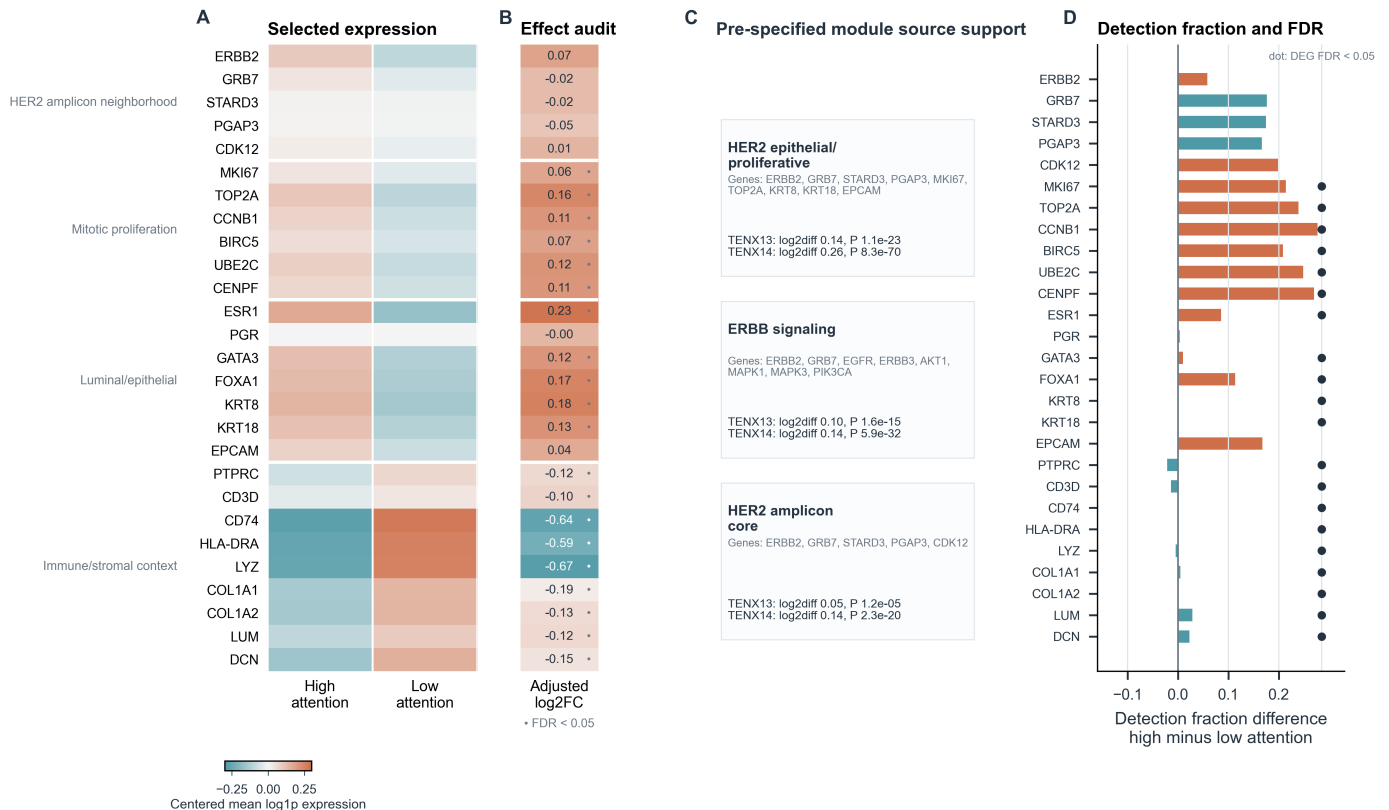 A
Selected expression
HER2 amplicon neighborhood
Mitotic proliferation
Luminal/epithelial
Immune/stromal context
ERBB2
GRB7
STARD3
PGAP3
CDK12
MKI67
TOP2A
CCNB1
BIRC5
UBE2C
CENPF
ESR1
PGR
GATA3
FOXA1
KRT8
KRT18
EPCAM
PTPRC
CD3D
CD74
HLA-DRA
LYZ
COL1A1
COL1A2
LUM
DCN
High
attention
Low
attention
−0.25 0.00 0.25
Centered mean log1p expression
B
Effect audit
0.07
-0.02
-0.02
-0.05
0.01
0.06
0.16
0.11
0.07
0.12
0.11
0.23
-0.00
0.12
0.17
0.18
0.13
0.04
-0.12
-0.10
-0.64
-0.59
-0.67
-0.19
-0.13
-0.12
-0.15
Adjusted
log2FC
• FDR < 0.05
C
Pre-specified module source support
HER2 epithelial/
proliferative
Genes: ERBB2, GRB7, STARD3, PGAP3, MKI67,
TOP2A, KRT8, KRT18, EPCAM
TENX13: log2diff 0.14, P 1.1e-23
TENX14: log2diff 0.26, P 8.3e-70
ERBB signaling
Genes: ERBB2, GRB7, EGFR, ERBB3, AKT1,
MAPK1, MAPK3, PIK3CA
TENX13: log2diff 0.10, P 1.6e-15
TENX14: log2diff 0.14, P 5.9e-32
HER2 amplicon
core
Genes: ERBB2, GRB7, STARD3, PGAP3, CDK12
TENX13: log2diff 0.05, P 1.2e-05
TENX14: log2diff 0.14, P 2.3e-20
D
Detection fraction and FDR
dot: DEG FDR < 0.05
ERBB2
GRB7
STARD3
PGAP3
CDK12
MKI67
TOP2A
CCNB1
BIRC5
UBE2C
CENPF
ESR1
PGR
GATA3
FOXA1
KRT8
KRT18
EPCAM
PTPRC
CD3D
CD74
HLA-DRA
LYZ
COL1A1
COL1A2
LUM
DCN
−0.1 0.0 0.1 0.2
Detection fraction difference
high minus low attention